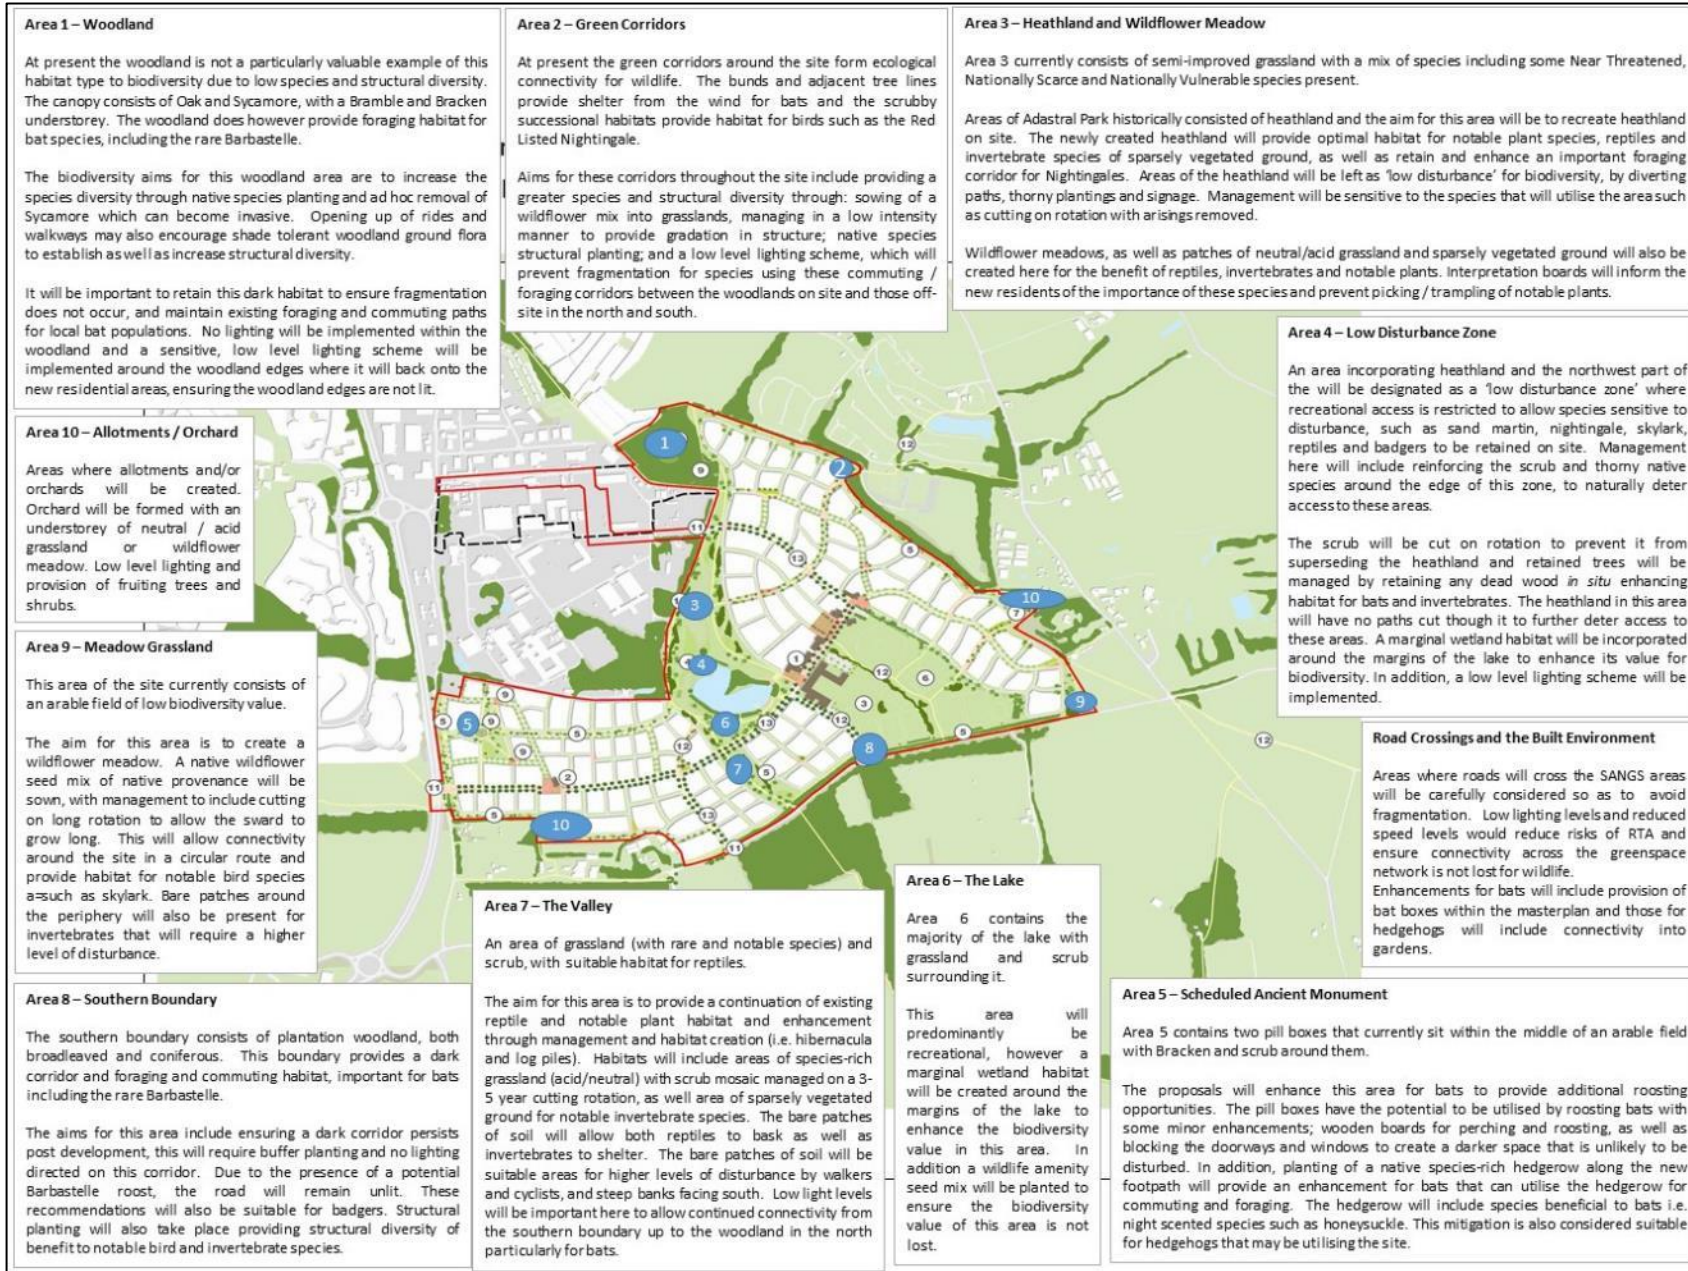 Area 1 – Woodland
At present the woodland is not a particularly valuable example of this
habitat type to biodiversity due to low species and structural diversity.
The canopy consists of Oak and Sycamore, with a Bramble and Bracken
understorey. The woodland does however provide foraging habitat for
bat species, including the rare Barbastelle.
The biodiversity aims for this woodland area are to increase the
species diversity through native species planting and ad hoc removal of
Sycamore which can become invasive. Opening up of rides and
walkways may also encourage shade tolerant woodland ground flora
to establish as well as increase structural diversity.
It will be important to retain this dark habitat to ensure fragmentation
does not occur, and maintain existing foraging and commuting paths
for local bat populations. No lighting will be implemented within the
woodland and a sensitive, low level lighting scheme will be
implemented around the woodland edges where it will back onto the
new residential areas, ensuring the woodland edges are not lit.
Area 2 – Green Corridors
At present the green corridors around the site form ecological
connectivity for wildlife. The bunds and adjacent tree lines
provide shelter from the wind for bats and the scrubby
successional habitats provide habitat for birds such as the Red
Listed Nightingale.
Aims for these corridors throughout the site include providing a
greater species and structural diversity through: sowing of a
wildflower mix into grasslands, managing in a low intensity
manner to provide gradation in structure; native species
structural planting; and a low level lighting scheme, which will
prevent fragmentation for species using these commuting /
foraging corridors between the woodlands on site and those off-
site in the north and south.
Area 3 – Heathland and Wildflower Meadow
Area 3 currently consists of semi-improved grassland with a mix of species including some Near Threatened,
Nationally Scarce and Nationally Vulnerable species present.
Areas of Adastral Park historically consisted of heathland and the aim for this area will be to recreate heathland
on site. The newly created heathland will provide optimal habitat for notable plant species, reptiles and
invertebrate species of sparsely vegetated ground, as well as retain and enhance an important foraging
corridor for Nightingales. Areas of the heathland will be left as 'low disturbance' for biodiversity, by diverting
paths, thorny plantings and signage. Management will be sensitive to the species that will utilise the area such
as cutting on rotation with arisings removed.
Wildflower meadows, as well as patches of neutral/acid grassland and sparsely vegetated ground will also be
created here for the benefit of reptiles, invertebrates and notable plants. Interpretation boards will inform the
new residents of the importance of these species and prevent picking / trampling of notable plants.
Area 4 – Low Disturbance Zone
An area incorporating heathland and the northwest part of
the will be designated as a 'low disturbance zone' where
recreational access is restricted to allow species sensitive to
disturbance, such as sand martin, nightingale, skylark,
reptiles and badgers to be retained on site. Management
here will include reinforcing the scrub and thorny native
species around the edge of this zone, to naturally deter
access to these areas.
The scrub will be cut on rotation to prevent it from
superseding the heathland and retained trees will be
managed by retaining any dead wood in situ enhancing
habitat for bats and invertebrates. The heathland in this area
will have no paths cut though it to further deter access to
these areas. A marginal wetland habitat will be incorporated
around the margins of the lake to enhance its value for
biodiversity. In addition, a low level lighting scheme will be
implemented.
Area 10 – Allotments / Orchard
Areas where allotments and/or
orchards will be created.
Orchard will be formed with an
understorey of neutral / acid
grassland or wildflower
meadow. Low level lighting and
provision of fruiting trees and
shrubs.
Area 9 – Meadow Grassland
This area of the site currently consists of
an arable field of low biodiversity value.
The aim for this area is to create a
wildflower meadow. A native wildflower
seed mix of native provenance will be
sown, with management to include cutting
on long rotation to allow the sward to
grow long. This will allow connectivity
around the site in a circular route and
provide habitat for notable bird species
a=such as skylark. Bare patches around
the periphery will also be present for
invertebrates that will require a higher
level of disturbance.
1
9
2
12
11
13
5
3
10
7
4
1
12
6
3
9
5
5
9
9
5
6
13
12
12
8
5
12
7
5
2
11
5
10
13
11
Road Crossings and the Built Environment
Areas where roads will cross the SANGS areas
will be carefully considered so as to avoid
fragmentation. Low lighting levels and reduced
speed levels would reduce risks of RTA and
ensure connectivity across the greenspace
network is not lost for wildlife.
Enhancements for bats will include provision of
bat boxes within the masterplan and those for
hedgehogs will include connectivity into
gardens.
Area 8 – Southern Boundary
The southern boundary consists of plantation woodland, both
broadleaved and coniferous. This boundary provides a dark
corridor and foraging and commuting habitat, important for bats
including the rare Barbastelle.
The aims for this area include ensuring a dark corridor persists
post development, this will require buffer planting and no lighting
directed on this corridor. Due to the presence of a potential
Barbastelle roost, the road will remain unlit. These
recommendations will also be suitable for badgers. Structural
planting will also take place providing structural diversity of
benefit to notable bird and invertebrate species.
Area 7 – The Valley
An area of grassland (with rare and notable species) and
scrub, with suitable habitat for reptiles.
The aim for this area is to provide a continuation of existing
reptile and notable plant habitat and enhancement
through management and habitat creation (i.e. hibernacula
and log piles). Habitats will include areas of species-rich
grassland (acid/neutral) with scrub mosaic managed on a 3-
5 year cutting rotation, as well area of sparsely vegetated
ground for notable invertebrate species. The bare patches
of soil will allow both reptiles to bask as well as
invertebrates to shelter. The bare patches of soil will be
suitable areas for higher levels of disturbance by walkers
and cyclists, and steep banks facing south. Low light levels
will be important here to allow continued connectivity from
the southern boundary up to the woodland in the north
particularly for bats.
Area 6 – The Lake
Area 6 contains the
majority of the lake with
grassland and scrub
surrounding it.
This area will
predominantly be
recreational, however a
marginal wetland habitat
will be created around the
margins of the lake to
enhance the biodiversity
value in this area. In
addition a wildlife amenity
seed mix will be planted to
ensure the biodiversity
value of this area is not
lost.
Area 5 – Scheduled Ancient Monument
Area 5 contains two pill boxes that currently sit within the middle of an arable field
with Bracken and scrub around them.
The proposals will enhance this area for bats to provide additional roosting
opportunities. The pill boxes have the potential to be utilised by roosting bats with
some minor enhancements; wooden boards for perching and roosting, as well as
blocking the doorways and windows to create a darker space that is unlikely to be
disturbed. In addition, planting of a native species-rich hedgerow along the new
footpath will provide an enhancement for bats that can utilise the hedgerow for
commuting and foraging. The hedgerow will include species beneficial to bats i.e.
night scented species such as honeysuckle. This mitigation is also considered suitable
for hedgehogs that may be utilising the site.